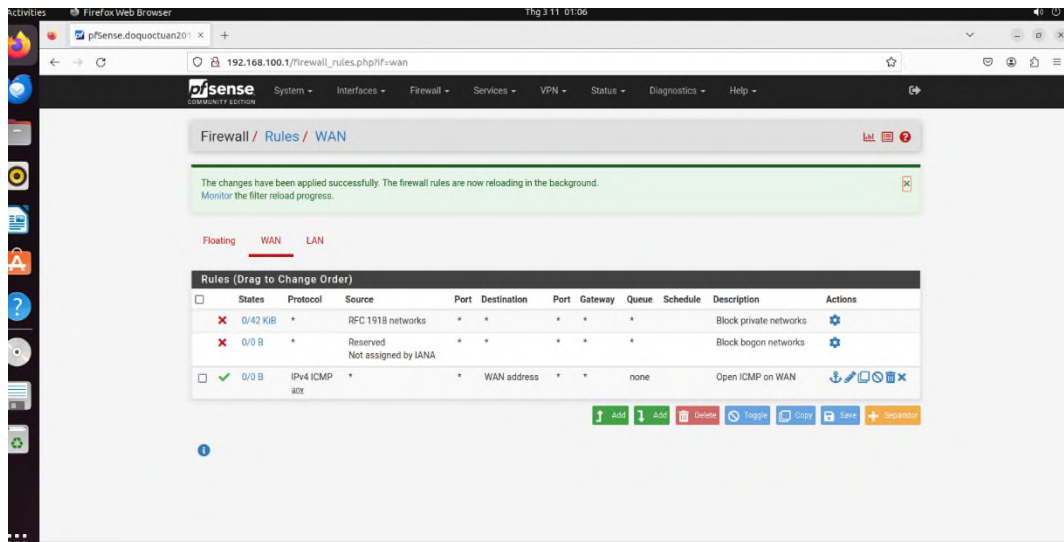 Activities Firefox Web Browser Thg 3 11 01:06
pfSense.doquoctuan201
192.168.100.1/firewall_rules.php?if=wan
pfsense System Interfaces Firewall Services VPN Status Diagnostics Help
COMMUNITY EDITION
Firewall / Rules / WAN
The changes have been applied successfully. The firewall rules are now reloading in the background.
Monitor the filter reload progress.
Floating WAN LAN
Rules (Drag to Change Order)
States Protocol Source Port Destination Port Gateway Queue Schedule Description Actions
0/42 KiB * RFC 1918 networks * * * * * Block private networks
0/0 B * Reserved * * * * * Block bogon networks
Not assigned by IANA
0/0 B IPv4 ICMP * * WAN address * * none Open ICMP on WAN
any
Add Add Delete Toggle Copy Save Separator